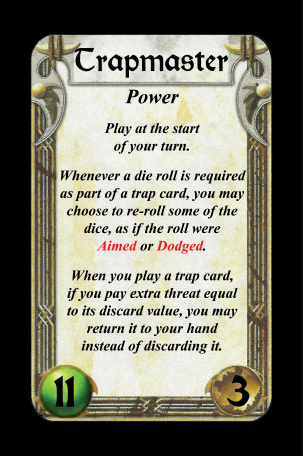 Trapmaster
Power
Play at the start
of your turn.
Whenever a die roll is required
as part of a trap card, you may
choose to re-roll some of the
dice, as if the roll were
Aimed or Dodged.
When you play a trap card,
if you pay extra threat equal
to its discard value, you may
return it to your hand
instead of discarding it.
11
3